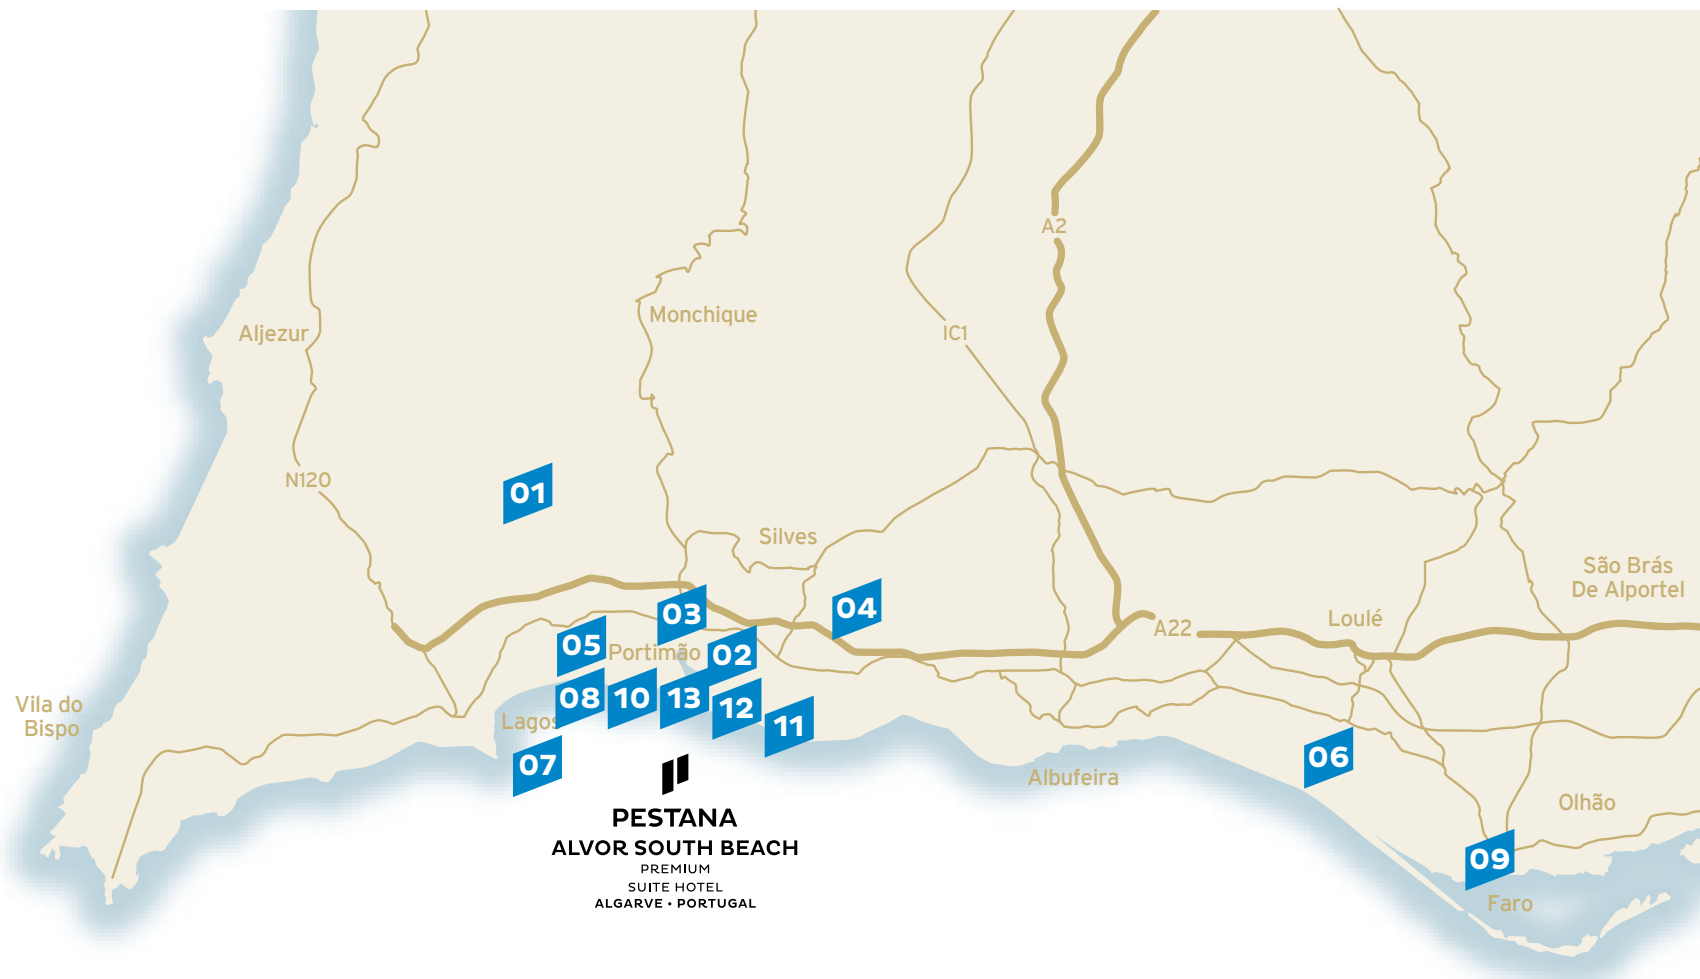 A2
Monchique
Aljezur
IC1
N120
01
Silves
São Brás
De Alportel
03
04
A22
Loulé
05
Portimão
02
08
10
13
12
11
Vila do
Bispo
Lagos
07
06
Albufeira
Olhão
09
Faro
PESTANA
ALVOR SOUTH BEACH
PREMIUM
SUITE HOTEL
ALGARVE • PORTUGAL